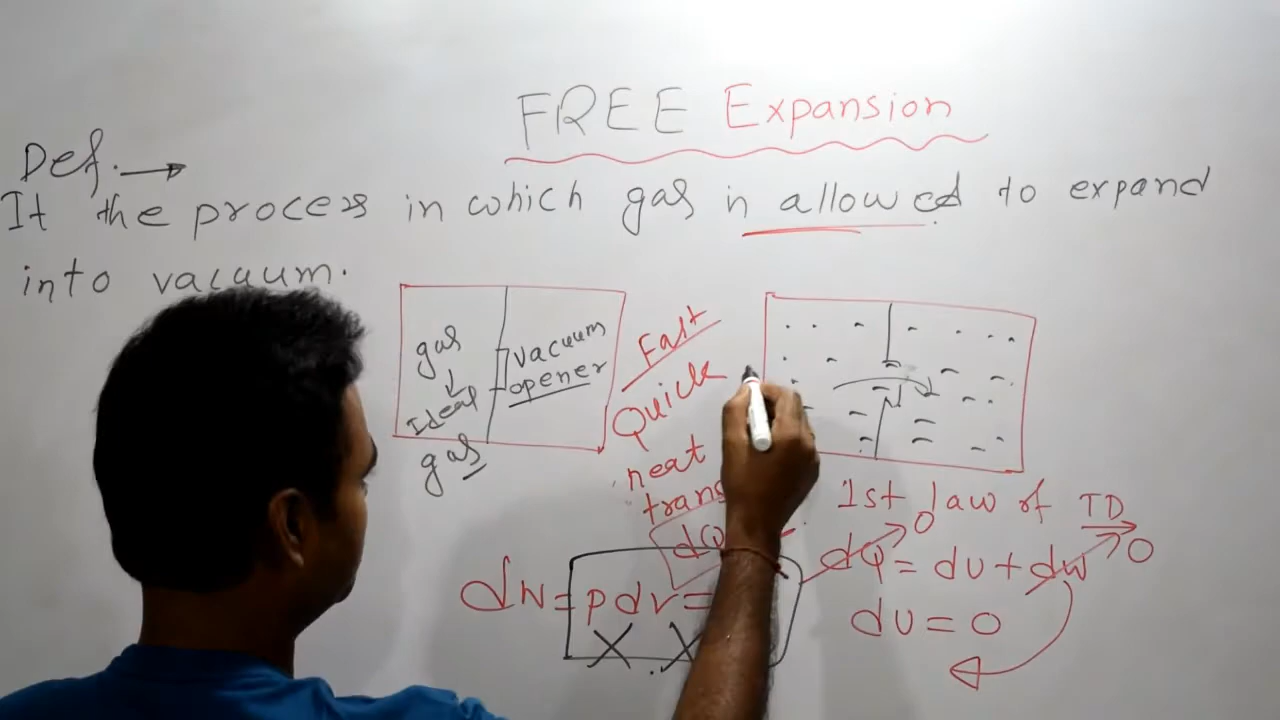 FREE Expansion
Def. →
It the process in which gas in allowed to expand
into vacuum.
gas
↓
Ideal
gas
Vacuum
opener
Fast
Quick
heat
trans
dQ
1st law of TD
dQ = du + dw
0
0
dw = pdv =
X X
du = 0